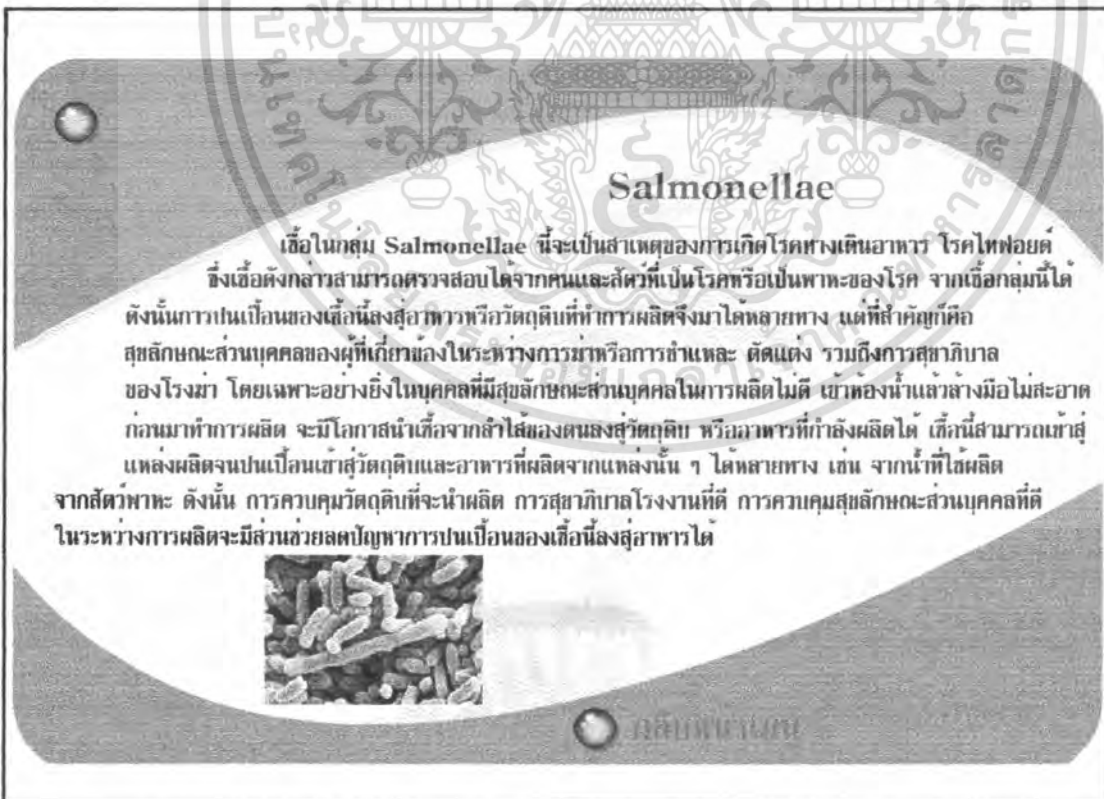 Salmonellae
เชื้อในกลุ่ม Salmonellae นี้จะเป็นสาเหตุของการเกิดโรคทางเดินอาหาร โรคไทฟอยด์
ซึ่งเชื้อดังกล่าวสามารถตรวจสอบได้จากคนและสัตว์ที่เป็นโรคหรือเป็นพาหะของโรค จากเชื้อกลุ่มนี้ได้
ดังนั้นการปนเปื้อนของเชื้อนี้ลงสู่อาหารหรือวัตถุดิบที่ทำการผลิตจึงมาได้หลายทาง แต่ที่สำคัญก็คือ
สุขลักษณะส่วนบุคคลของผู้ที่เกี่ยวข้องในระหว่างการฆ่าหรือการชำแหละ ตัดแต่ง รวมถึงการสุขาภิบาล
ของโรงฆ่า โดยเฉพาะอย่างยิ่งในบุคคลที่มีสุขลักษณะส่วนบุคคลในการผลิตไม่ดี เข้าห้องน้ำแล้วล้างมือไม่สะอาด
ก่อนมาทำการผลิต จะมีโอกาสนำเชื้อจากลำไส้ของตนลงสู่วัตถุดิบ หรืออาหารที่กำลังผลิตได้ เชื้อนี้สามารถเข้าสู่
แหล่งผลิตจนปนเปื้อนเข้าสู่วัตถุดิบและอาหารที่ผลิตจากแหล่งนั้น ๆ ได้หลายทาง เช่น จากน้ำที่ใช้ผลิต
จากสัตว์พาหะ ดังนั้น การควบคุมวัตถุดิบที่จะนำผลิต การสุขาภิบาลโรงงานที่ดี การควบคุมสุขลักษณะส่วนบุคคลที่ดี
ในระหว่างการผลิตจะมีส่วนช่วยลดปัญหาการปนเปื้อนของเชื้อนี้ลงสู่อาหารได้